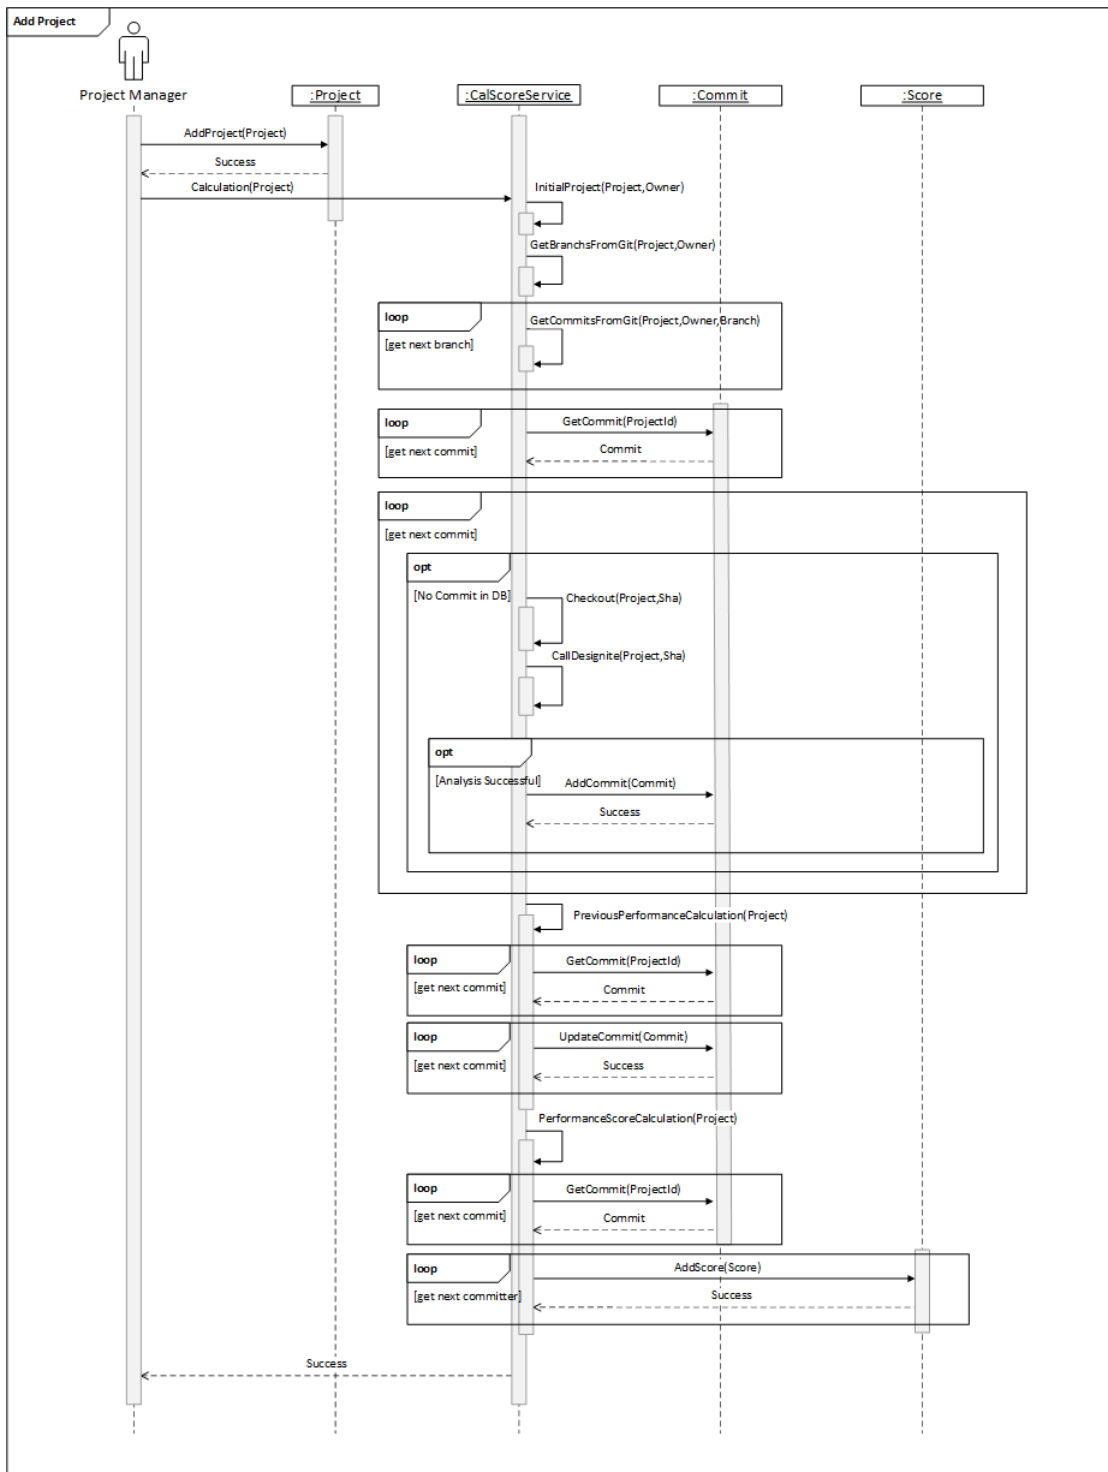 Add Project
Project Manager
:Project
:CalScoreService
:Commit
:Score
AddProject(Project)
Success
Calculation(Project)
InitialProject(Project,Owner)
GetBranchsFromGit(Project,Owner)
loop
GetCommitsFromGit(Project,Owner,Branch)
[get next branch]
loop
GetCommit(ProjectId)
[get next commit]
Commit
loop
[get next commit]
opt
[No Commit in DB]
Checkout(Project,Sha)
CallDesignite(Project,Sha)
opt
[Analysis Successful]
AddCommit(Commit)
Success
PreviousPerformanceCalculation(Project)
loop
GetCommit(ProjectId)
[get next commit]
Commit
loop
UpdateCommit(Commit)
[get next commit]
Success
PerformanceScoreCalculation(Project)
loop
GetCommit(ProjectId)
[get next commit]
Commit
loop
AddScore(Score)
[get next committer]
Success
Success